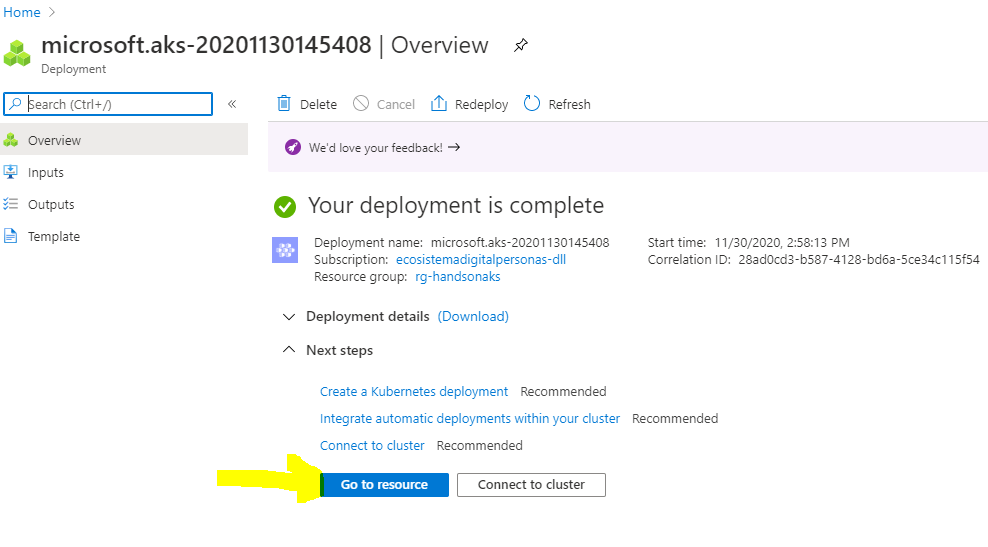 Home >
microsoft.aks-20201130145408 | Overview
Deployment
Search (Ctrl+/)
«
Delete
Cancel
Redeploy
Refresh
Overview
Inputs
Outputs
Template
We'd love your feedback! →
Your deployment is complete
Deployment name: microsoft.aks-20201130145408
Subscription: ecosistemadigitalpersonas-dll
Resource group: rg-handsonaks
Start time: 11/30/2020, 2:58:13 PM
Correlation ID: 28ad0cd3-b587-4128-bd6a-5ce34c115f54
Deployment details (Download)
Next steps
Create a Kubernetes deployment Recommended
Integrate automatic deployments within your cluster Recommended
Connect to cluster Recommended
Go to resource
Connect to cluster